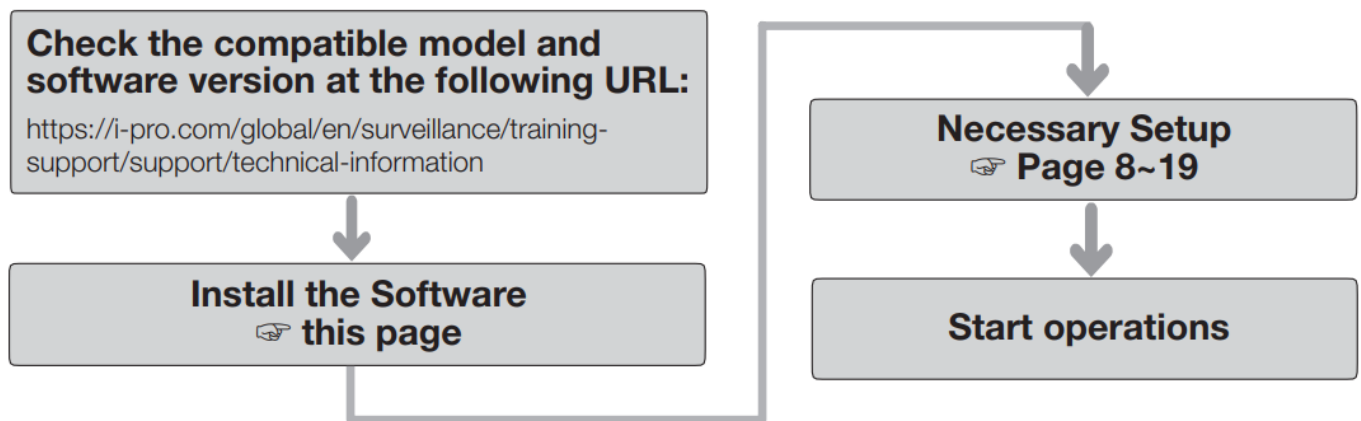 Check the compatible model and
software version at the following URL:
https://i-pro.com/global/en/surveillance/training-
support/support/technical-information
Install the Software
☞ this page
Necessary Setup
☞ Page 8~19
Start operations